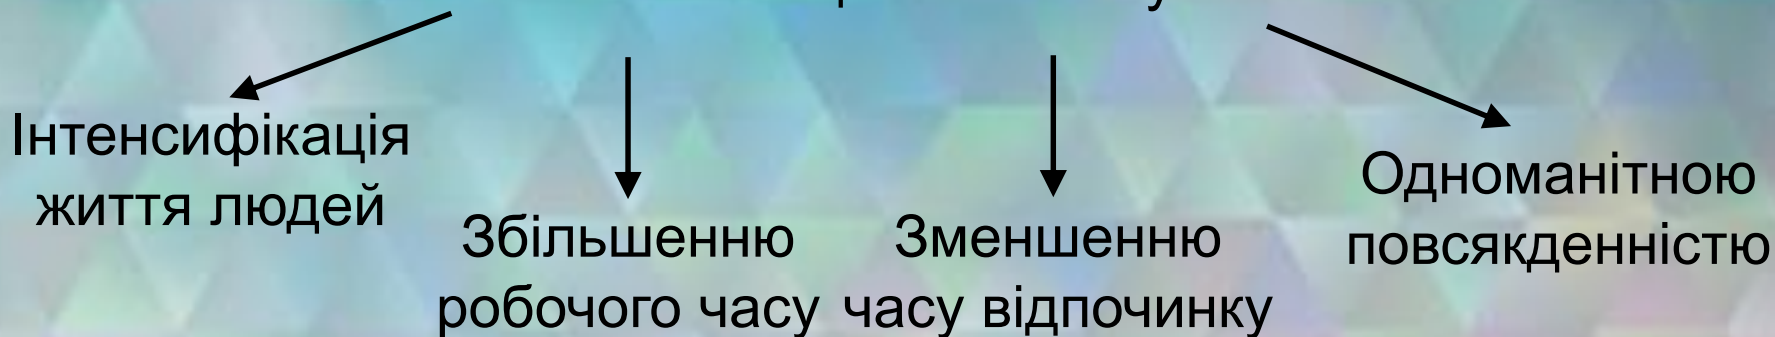 Інтенсифікація
життя людей
Збільшенню
робочого часу
Зменшенню
часу відпочинку
Одноманітною
повсякденністю